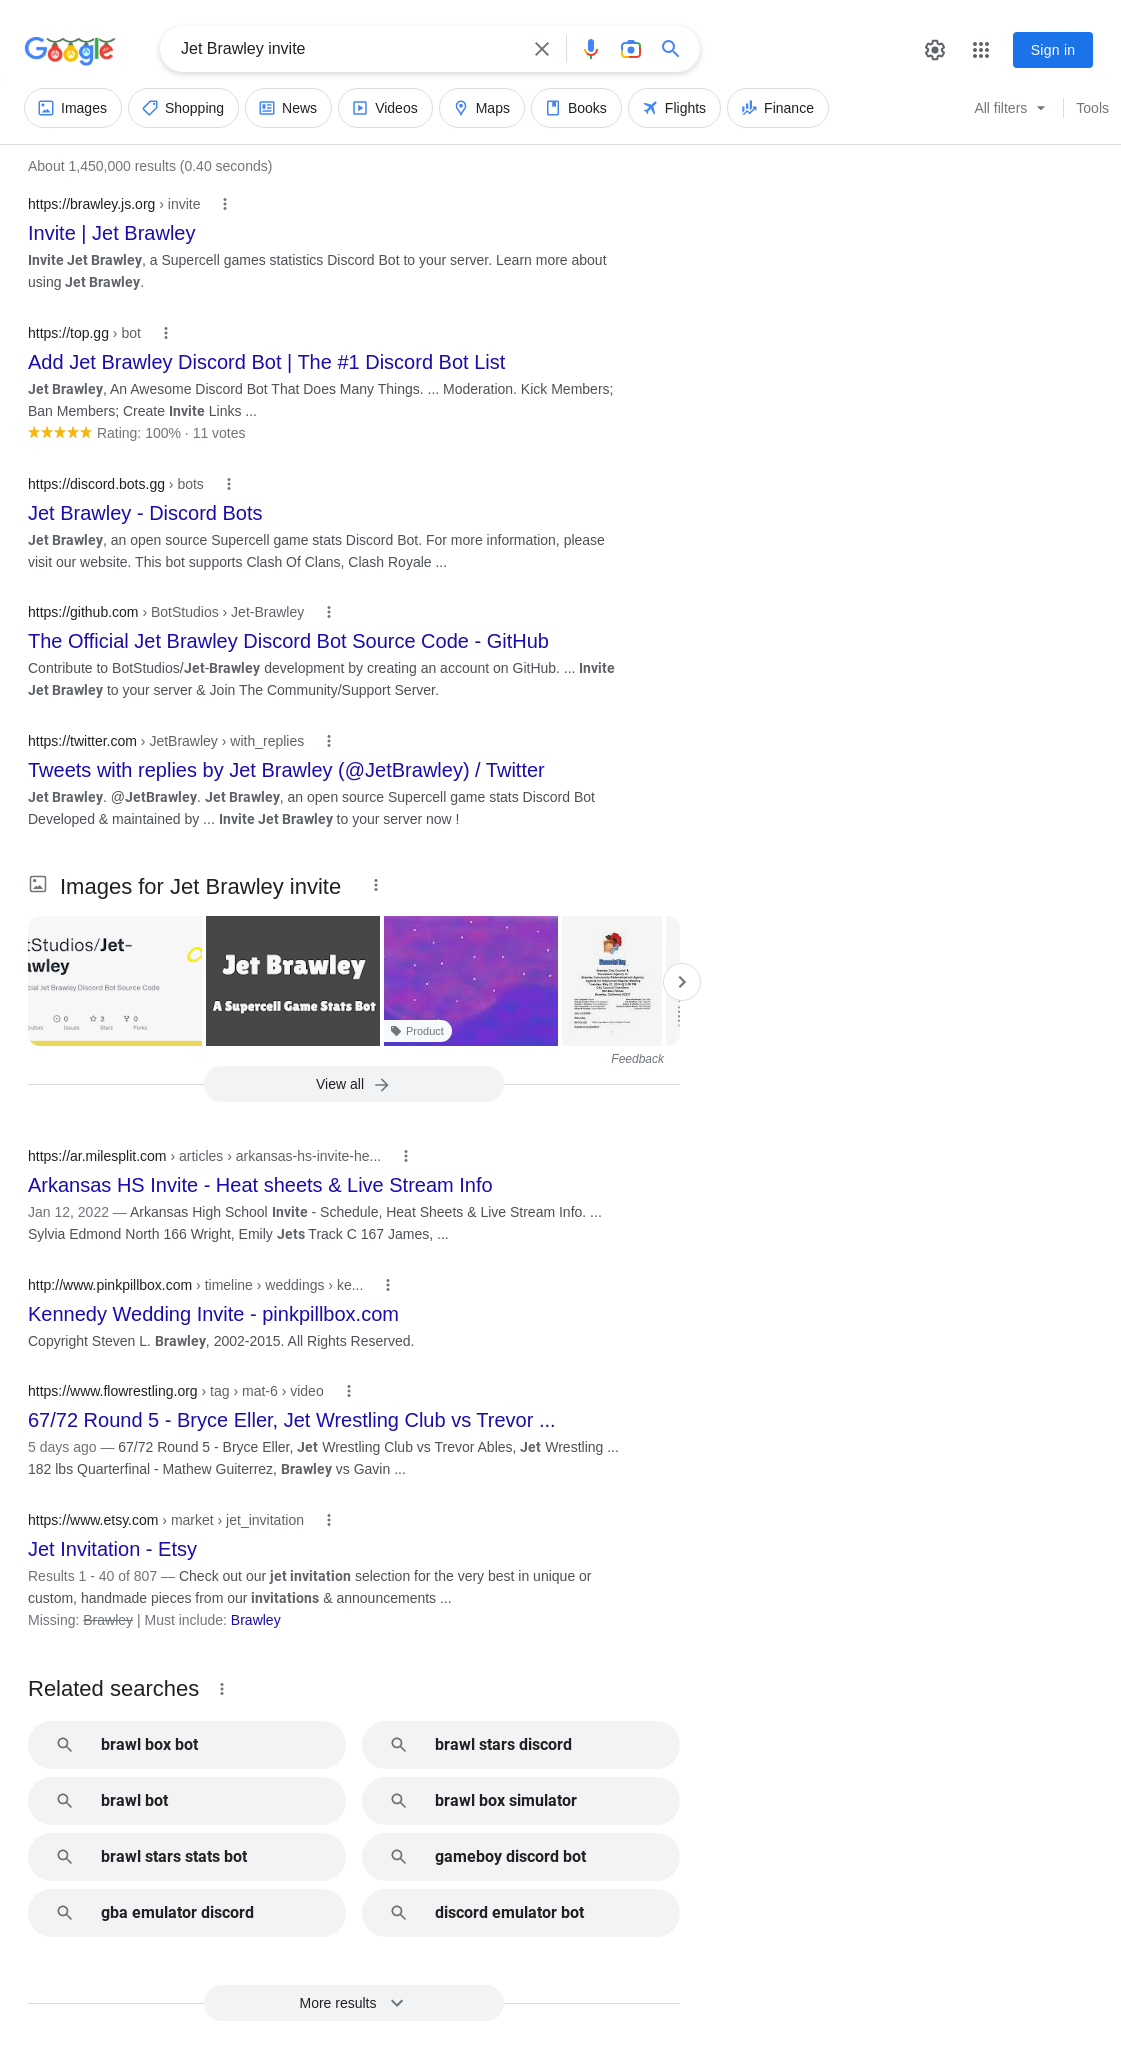 Google
Jet Brawley invite
Sign in
Images Shopping News Videos Maps Books Flights Finance All filters Tools
About 1,450,000 results (0.40 seconds)
https://brawley.js.org › invite
Invite | Jet Brawley
Invite Jet Brawley, a Supercell games statistics Discord Bot to your server. Learn more about
using Jet Brawley.
https://top.gg › bot
Add Jet Brawley Discord Bot | The #1 Discord Bot List
Jet Brawley, An Awesome Discord Bot That Does Many Things. ... Moderation. Kick Members;
Ban Members; Create Invite Links ...
Rating: 100% · 11 votes
https://discord.bots.gg › bots
Jet Brawley - Discord Bots
Jet Brawley, an open source Supercell game stats Discord Bot. For more information, please
visit our website. This bot supports Clash Of Clans, Clash Royale ...
https://github.com › BotStudios › Jet-Brawley
The Official Jet Brawley Discord Bot Source Code - GitHub
Contribute to BotStudios/Jet-Brawley development by creating an account on GitHub. ... Invite
Jet Brawley to your server & Join The Community/Support Server.
https://twitter.com › JetBrawley › with_replies
Tweets with replies by Jet Brawley (@JetBrawley) / Twitter
Jet Brawley. @JetBrawley. Jet Brawley, an open source Supercell game stats Discord Bot
Developed & maintained by ... Invite Jet Brawley to your server now !
Images for Jet Brawley invite
tStudios/Jet-
awley
cial Jet Brawley Discord Bot Source Code
0 3 0
Issues Stars Forks
Jet Brawley
A Supercell Game Stats Bot
Product
Memorial Day
Feedback
View all
https://ar.milesplit.com › articles › arkansas-hs-invite-he...
Arkansas HS Invite - Heat sheets & Live Stream Info
Jan 12, 2022 — Arkansas High School Invite - Schedule, Heat Sheets & Live Stream Info. ...
Sylvia Edmond North 166 Wright, Emily Jets Track C 167 James, ...
http://www.pinkpillbox.com › timeline › weddings › ke...
Kennedy Wedding Invite - pinkpillbox.com
Copyright Steven L. Brawley, 2002-2015. All Rights Reserved.
https://www.flowrestling.org › tag › mat-6 › video
67/72 Round 5 - Bryce Eller, Jet Wrestling Club vs Trevor ...
5 days ago — 67/72 Round 5 - Bryce Eller, Jet Wrestling Club vs Trevor Ables, Jet Wrestling ...
182 lbs Quarterfinal - Mathew Guiterrez, Brawley vs Gavin ...
https://www.etsy.com › market › jet_invitation
Jet Invitation - Etsy
Results 1 - 40 of 807 — Check out our jet invitation selection for the very best in unique or
custom, handmade pieces from our invitations & announcements ...
Missing: Brawley | Must include: Brawley
Related searches
brawl box bot
brawl stars discord
brawl bot
brawl box simulator
brawl stars stats bot
gameboy discord bot
gba emulator discord
discord emulator bot
More results